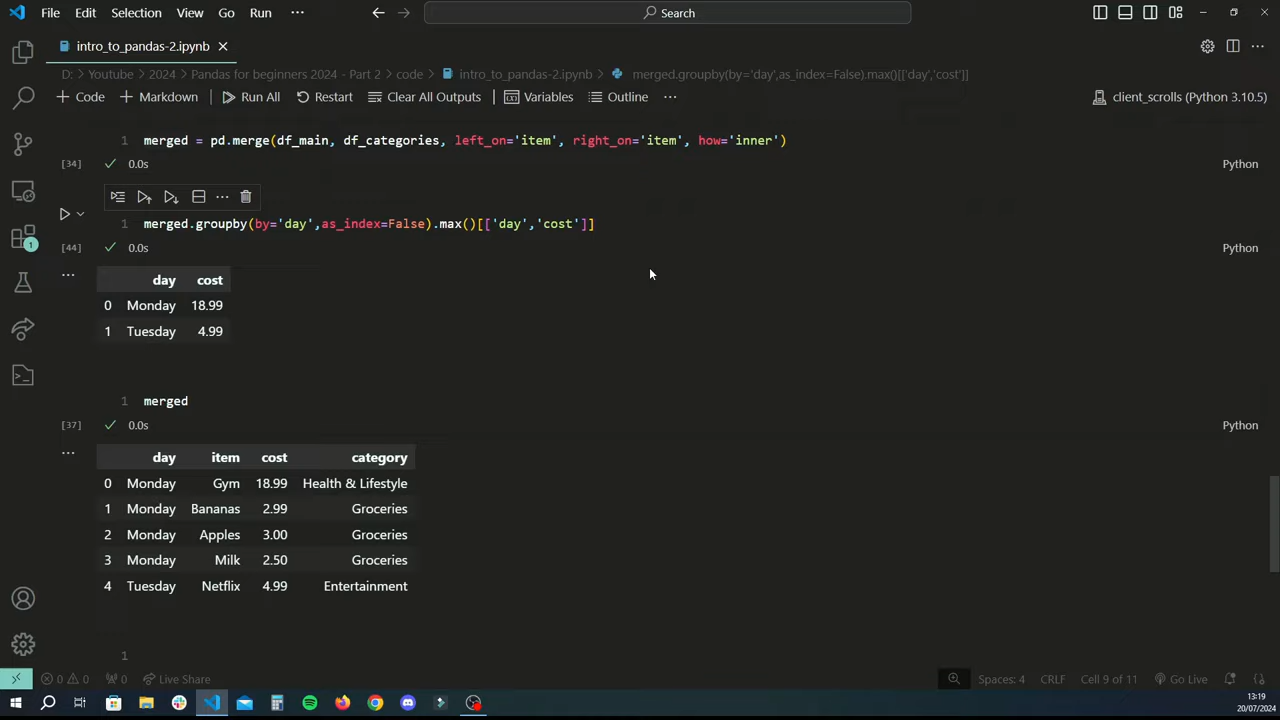 File Edit Selection View Go Run ··· Search
intro_to_pandas-2.ipynb
D: > Youtube > 2024 > Pandas for beginners 2024 - Part 2 > code > intro_to_pandas-2.ipynb > merged.groupby(by='day',as_index=False).max()[['day','cost']]
+ Code + Markdown Run All Restart Clear All Outputs Variables Outline ··· client_scrolls (Python 3.10.5)
1 merged = pd.merge(df_main, df_categories, left_on='item', right_on='item', how='inner')
[34] 0.0s Python
1 merged.groupby(by='day',as_index=False).max()[['day','cost']]
[44] 0.0s Python
day cost
0 Monday 18.99
1 Tuesday 4.99
1 merged
[37] 0.0s Python
day item cost category
0 Monday Gym 18.99 Health & Lifestyle
1 Monday Bananas 2.99 Groceries
2 Monday Apples 3.00 Groceries
3 Monday Milk 2.50 Groceries
4 Tuesday Netflix 4.99 Entertainment
1
0 0 0 Live Share Spaces: 4 CRLF Cell 9 of 11 Go Live
13:19
20/07/2024